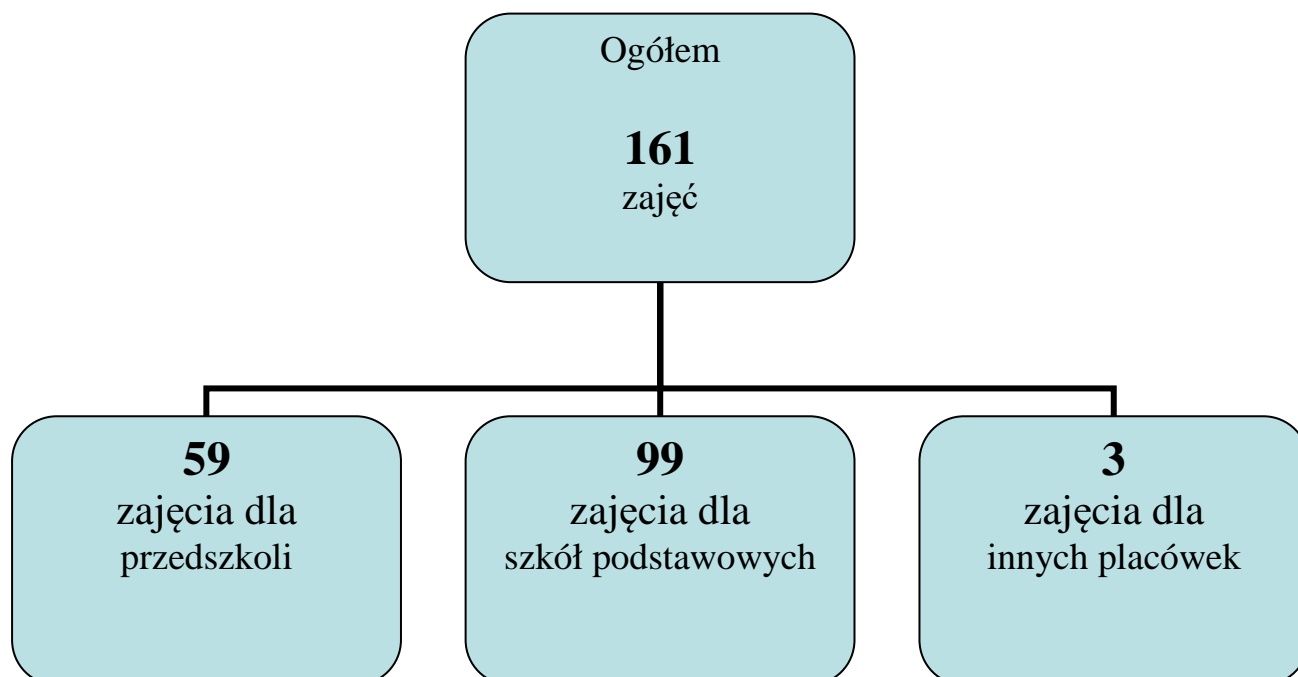 Ogółem
161
zajęć
59
zajęcia dla
przedszkoli
99
zajęcia dla
szkół podstawowych
3
zajęcia dla
innych placówek